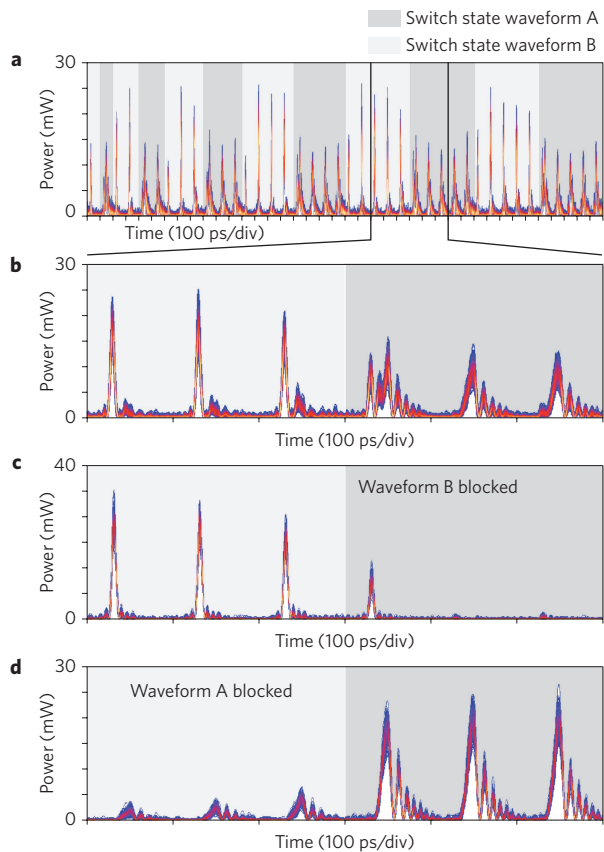 Switch state waveform A
Switch state waveform B
a
30
Power (mW)
0
Time (100 ps/div)
b
30
Power (mW)
0
Time (100 ps/div)
c
40
Waveform B blocked
Power (mW)
0
Time (100 ps/div)
d
30
Waveform A blocked
Power (mW)
0
Time (100 ps/div)